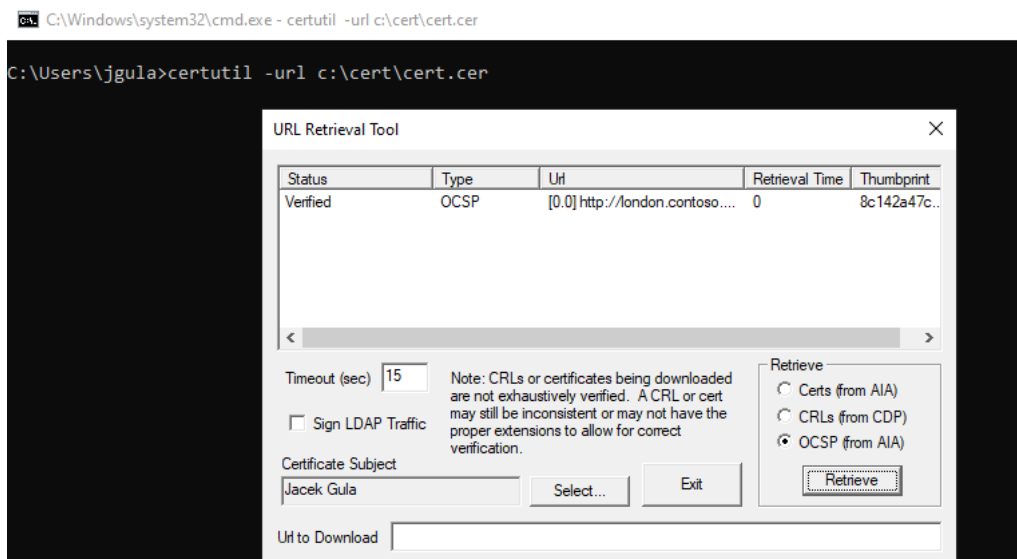 C:\Windows\system32\cmd.exe - certutil -url c:\cert\cert.cer
C:\Users\jgula>certutil -url c:\cert\cert.cer
URL Retrieval Tool
Status Type Url Retrieval Time Thumbprint
Verified OCSP [0.0] http://london.contoso.... 0 8c142a47c..
Timeout (sec) 15
Sign LDAP Traffic
Note: CRLs or certificates being downloaded
are not exhaustively verified. A CRL or cert
may still be inconsistent or may not have the
proper extensions to allow for correct
verification.
Retrieve
Certs (from AIA)
CRLs (from CDP)
OCSP (from AIA)
Retrieve
Certificate Subject
Jacek Gula
Select...
Exit
Url to Download